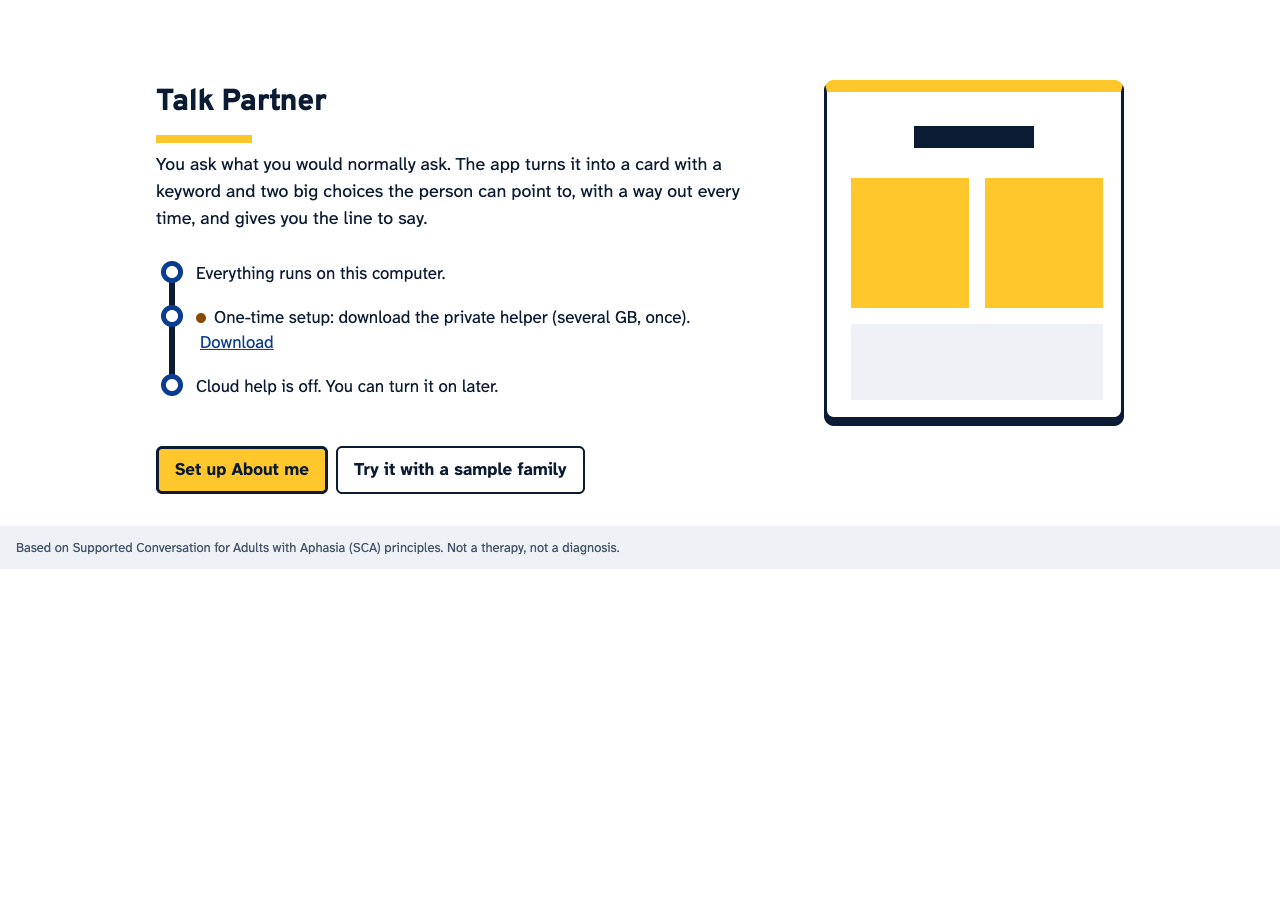 Talk Partner
You ask what you would normally ask. The app turns it into a card with a
keyword and two big choices the person can point to, with a way out every
time, and gives you the line to say.
Everything runs on this computer.
One-time setup: download the private helper (several GB, once).
Download
Cloud help is off. You can turn it on later.
Set up About me
Try it with a sample family
Based on Supported Conversation for Adults with Aphasia (SCA) principles. Not a therapy, not a diagnosis.